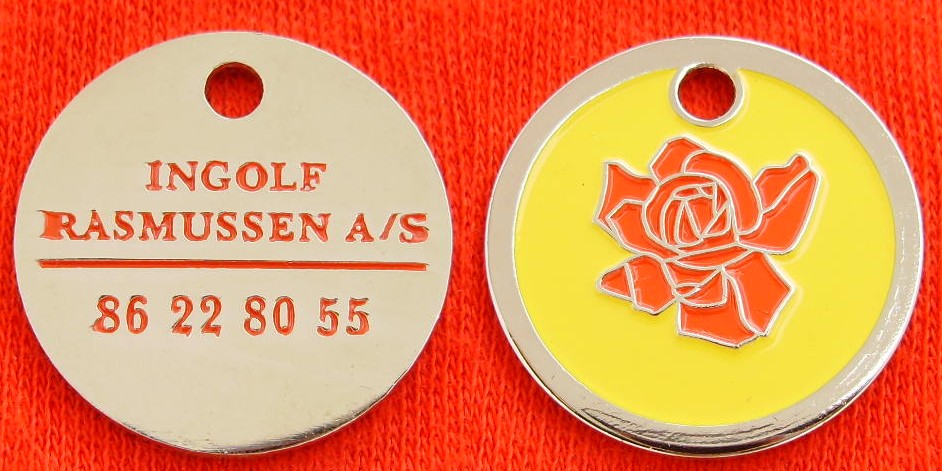 INGOLF
RASMUSSEN A/S
86 22 80 55